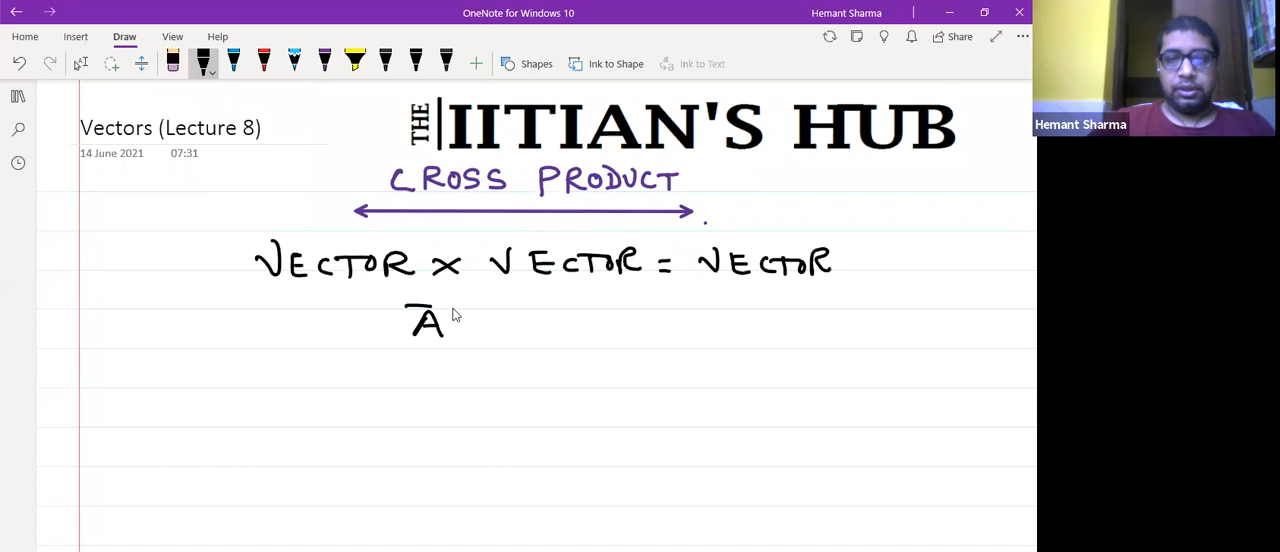 OneNote for Windows 10
Hemant Sharma
Home Insert Draw View Help
Share
Shapes Ink to Shape Ink to Text
Hemant Sharma
Vectors (Lecture 8)
14 June 2021 07:31
THE IITIAN'S HUB
CROSS PRODUCT
VECTOR × VECTOR = VECTOR
A̅